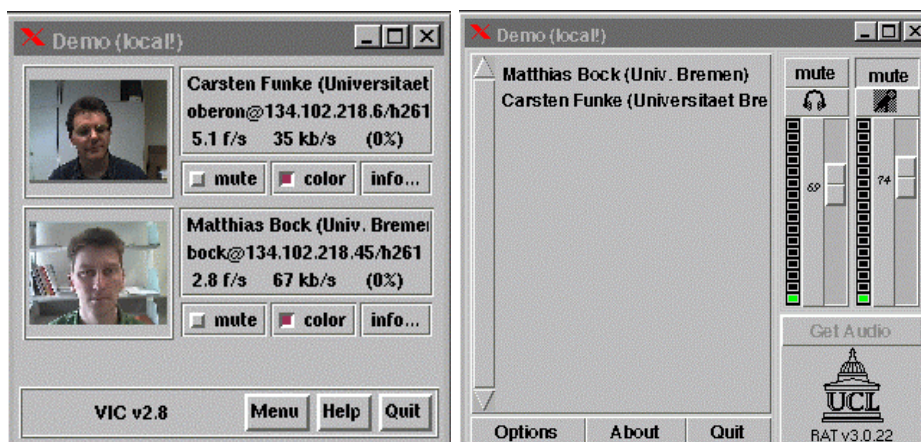 Demo (local!)
Carsten Funke (Universitaet
oberon@134.102.218.6/h261
5.1 f/s 35 kb/s (0%)
mute color info...
Matthias Bock (Univ. Bremen
bock@134.102.218.45/h261
2.8 f/s 67 kb/s (0%)
mute color info...
VIC v2.8 Menu Help Quit
Demo (local!)
Matthias Bock (Univ. Bremen)
Carsten Funke (Universitaet Bre
mute mute
69 74
Get Audio
UCL
RAT v3.0.22
Options About Quit